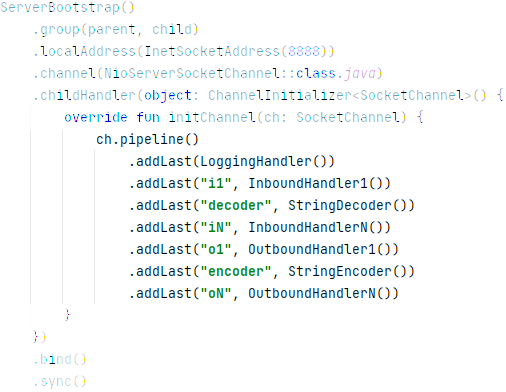 ServerBootstrap()
.group(parent, child)
.localAddress(InetSocketAddress(8888))
.channel(NioServerSocketChannel::class.java)
.childHandler(object: ChannelInitializer<SocketChannel>() {
override fun initChannel(ch: SocketChannel) {
ch.pipeline()
.addLast(LoggingHandler())
.addLast("i1", InboundHandler1())
.addLast("decoder", StringDecoder())
.addLast("iN", InboundHandlerN())
.addLast("o1", OutboundHandler1())
.addLast("encoder", StringEncoder())
.addLast("oN", OutboundHandlerN())
}
})
.bind()
.sync()